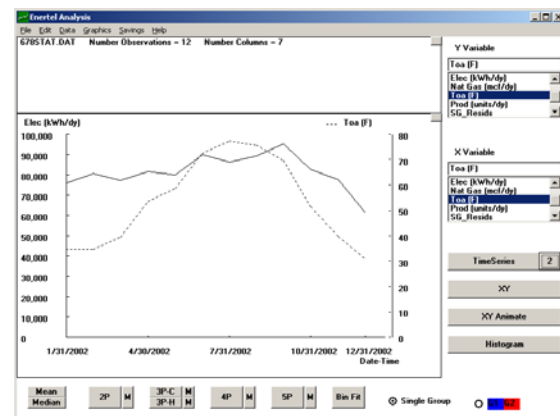 Enertel Analysis
File Edit Data Graphics Savings Help
678STAT.DAT Number Observations = 12 Number Columns = 7
Elec (kWh/dy)
Toa (F)
100,000
90,000
80,000
70,000
60,000
50,000
40,000
30,000
20,000
10,000
0
80
70
60
50
40
30
20
10
0
1/31/2002 4/30/2002 7/31/2002 10/31/2002 12/31/2002
Date-Time
Y Variable
Toa (F)
Elec (kWh/dy)
Nat Gas (mcf/dy)
Toa (F)
Prod (units/dy)
SG_Resids
X Variable
Toa (F)
Elec (kWh/dy)
Nat Gas (mcf/dy)
Toa (F)
Prod (units/dy)
SG_Resids
TimeSeries 2
XY
XY Animate
Histogram
Mean
Median
2P M
3P-C M
3P-H M
4P M
5P M
Bin Fit
Single Group
G1 G2